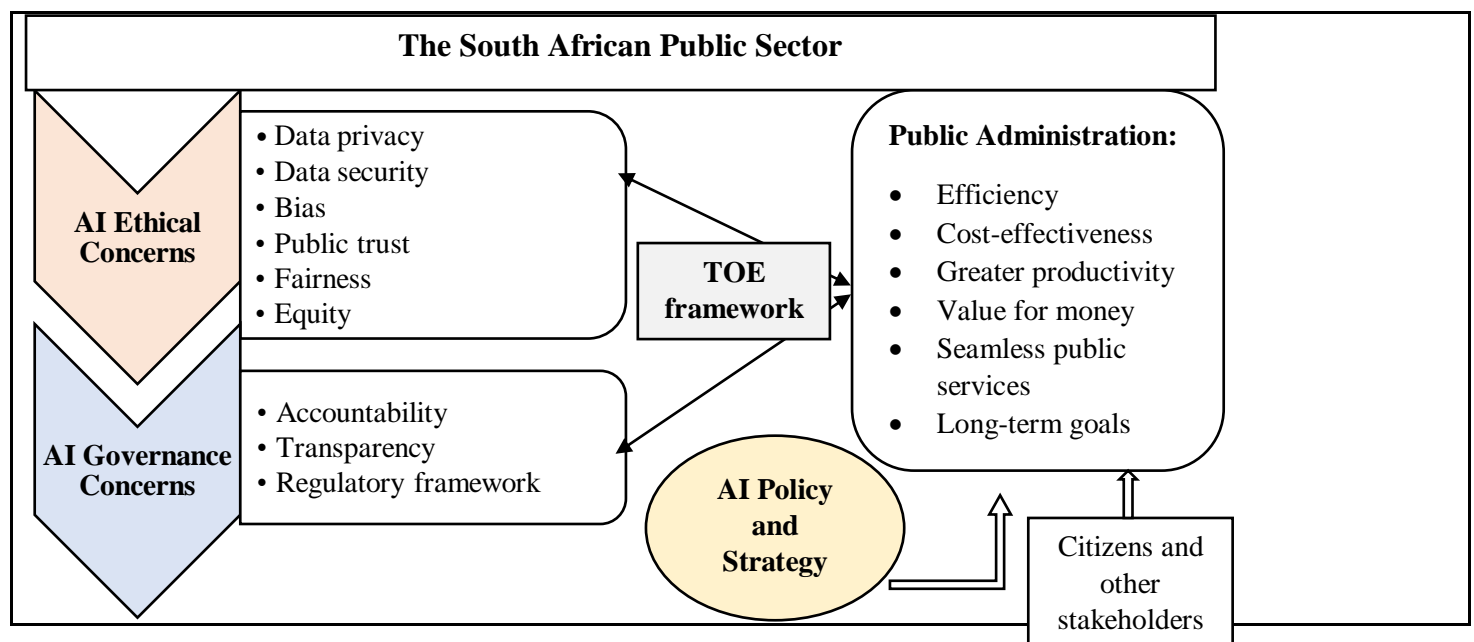 The South African Public Sector
AI Ethical
Concerns
• Data privacy
• Data security
• Bias
• Public trust
• Fairness
• Equity
AI Governance
Concerns
• Accountability
• Transparency
• Regulatory framework
TOE
framework
Public Administration:
• Efficiency
• Cost-effectiveness
• Greater productivity
• Value for money
• Seamless public
services
• Long-term goals
AI Policy
and
Strategy
Citizens and
other
stakeholders